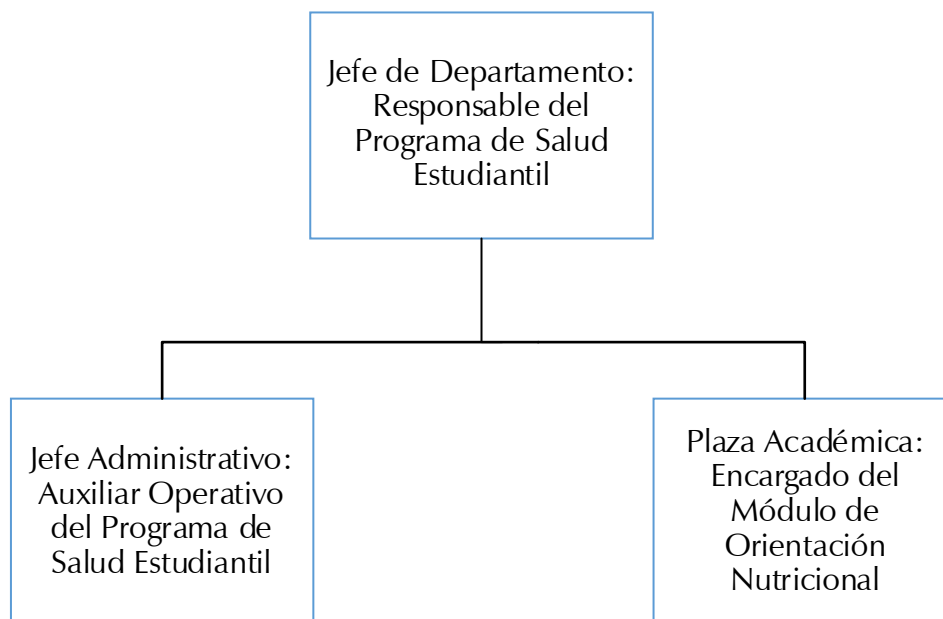 Jefe de Departamento:
Responsable del
Programa de Salud
Estudiantil
Jefe Administrativo:
Auxiliar Operativo
del Programa de
Salud Estudiantil
Plaza Académica:
Encargado del
Módulo de
Orientación
Nutricional